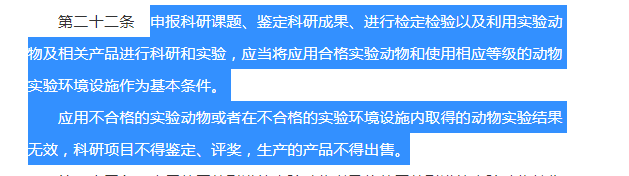 第二十二条 申报科研课题、鉴定科研成果、进行检定检验以及利用实验动
物及相关产品进行科研和实验，应当将应用合格实验动物和使用相应等级的动物
实验环境设施作为基本条件。
应用不合格的实验动物或者在不合格的实验环境设施内取得的动物实验结果
无效，科研项目不得鉴定、评奖，生产的产品不得出售。